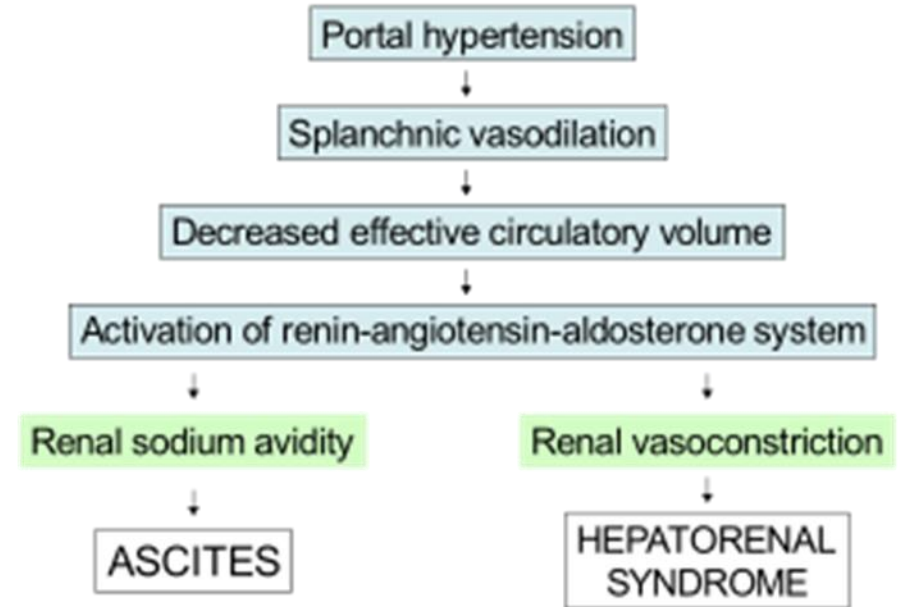 Portal hypertension
Splanchnic vasodilation
Decreased effective circulatory volume
Activation of renin-angiotensin-aldosterone system
Renal sodium avidity
Renal vasoconstriction
ASCITES
HEPATORENAL
SYNDROME